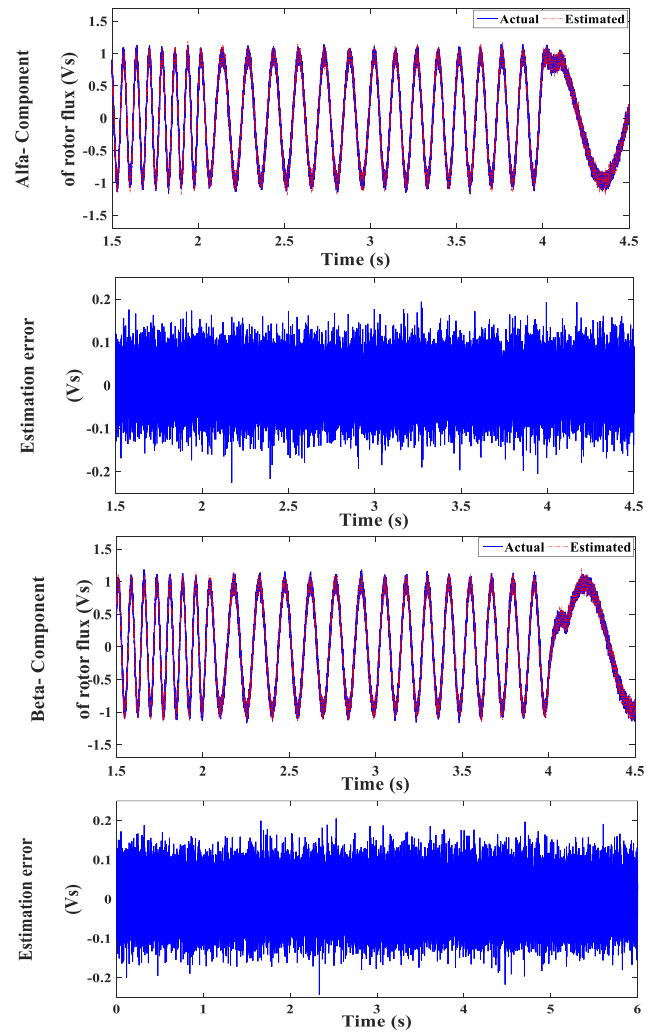 Alfa- Component
of rotor flux (Vs)
Actual Estimated
1.5
1
0.5
0
-0.5
-1
-1.5
1.5 2 2.5 3 3.5 4 4.5
Time (s)
Estimation error
(Vs)
0.2
0.1
0
-0.1
-0.2
1.5 2 2.5 3 3.5 4 4.5
Time (s)
Beta- Component
of rotor flux (Vs)
Actual Estimated
1.5
1
0.5
0
-0.5
-1
-1.5
1.5 2 2.5 3 3.5 4 4.5
Time (s)
Estimation error
(Vs)
0.2
0.1
0
-0.1
-0.2
0 1 2 3 4 5 6
Time (s)